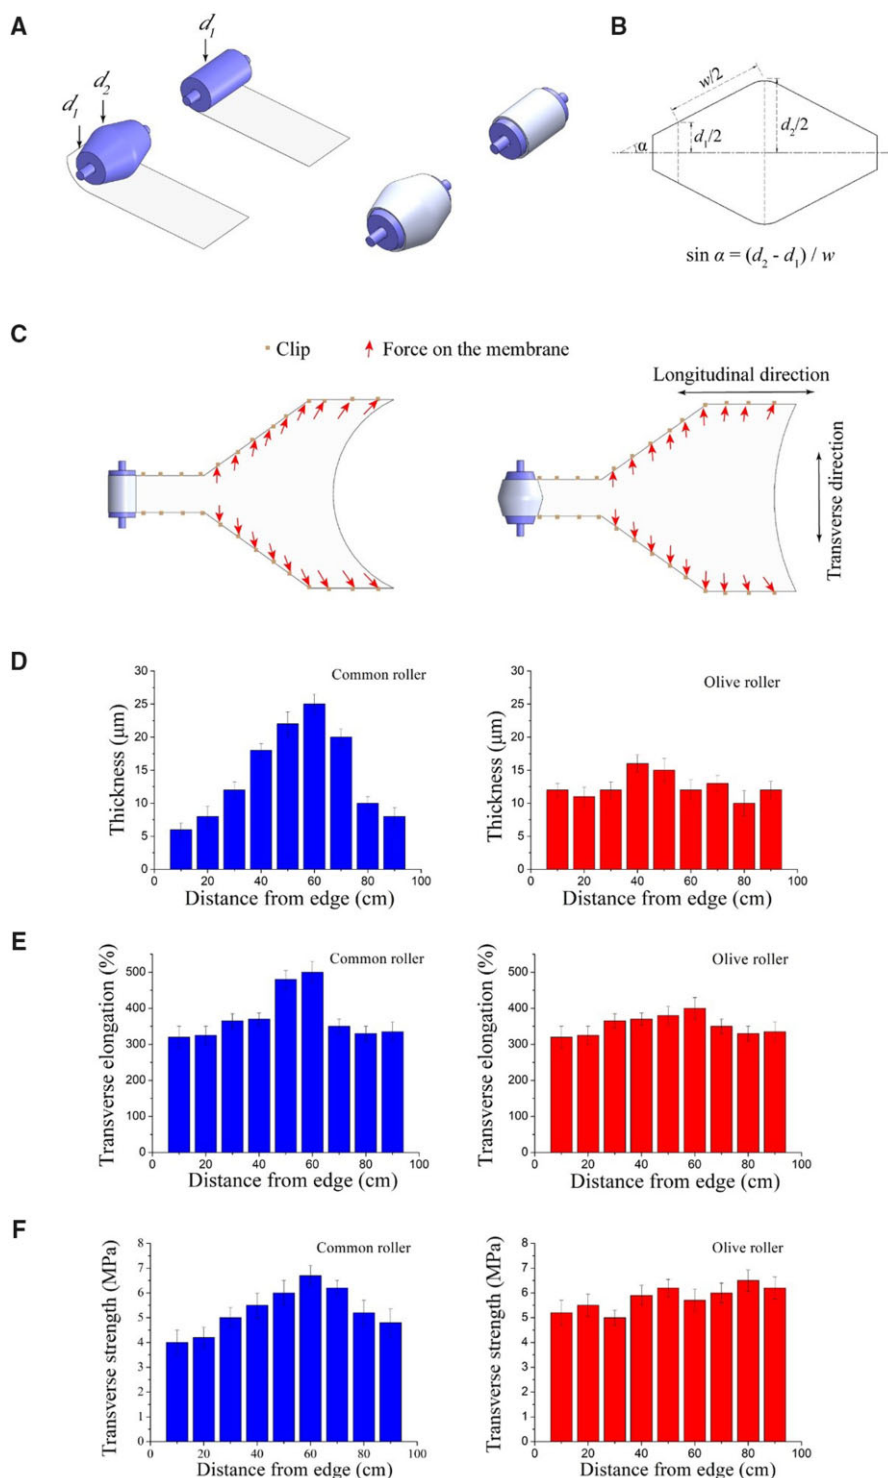 A
B
d1
d1
d2
w/2
d1/2
d2/2
α
sin α = (d2 - d1) / w
C
Clip
Force on the membrane
Longitudinal direction
Transverse direction
D
Common roller
Thickness (μm)
30
25
20
15
10
5
0
0 20 40 60 80 100
Distance from edge (cm)
Olive roller
Thickness (μm)
30
25
20
15
10
5
0
0 20 40 60 80 100
Distance from edge (cm)
E
Common roller
Transverse elongation (%)
500
400
300
200
100
0
0 20 40 60 80 100
Distance from edge (cm)
Olive roller
Transverse elongation (%)
500
400
300
200
100
0
0 20 40 60 80 100
Distance from edge (cm)
F
Common roller
Transverse strength (MPa)
8
7
6
5
4
3
2
1
0
0 20 40 60 80 100
Distance from edge (cm)
Olive roller
Transverse strength (MPa)
8
7
6
5
4
3
2
1
0
0 20 40 60 80 100
Distance from edge (cm)